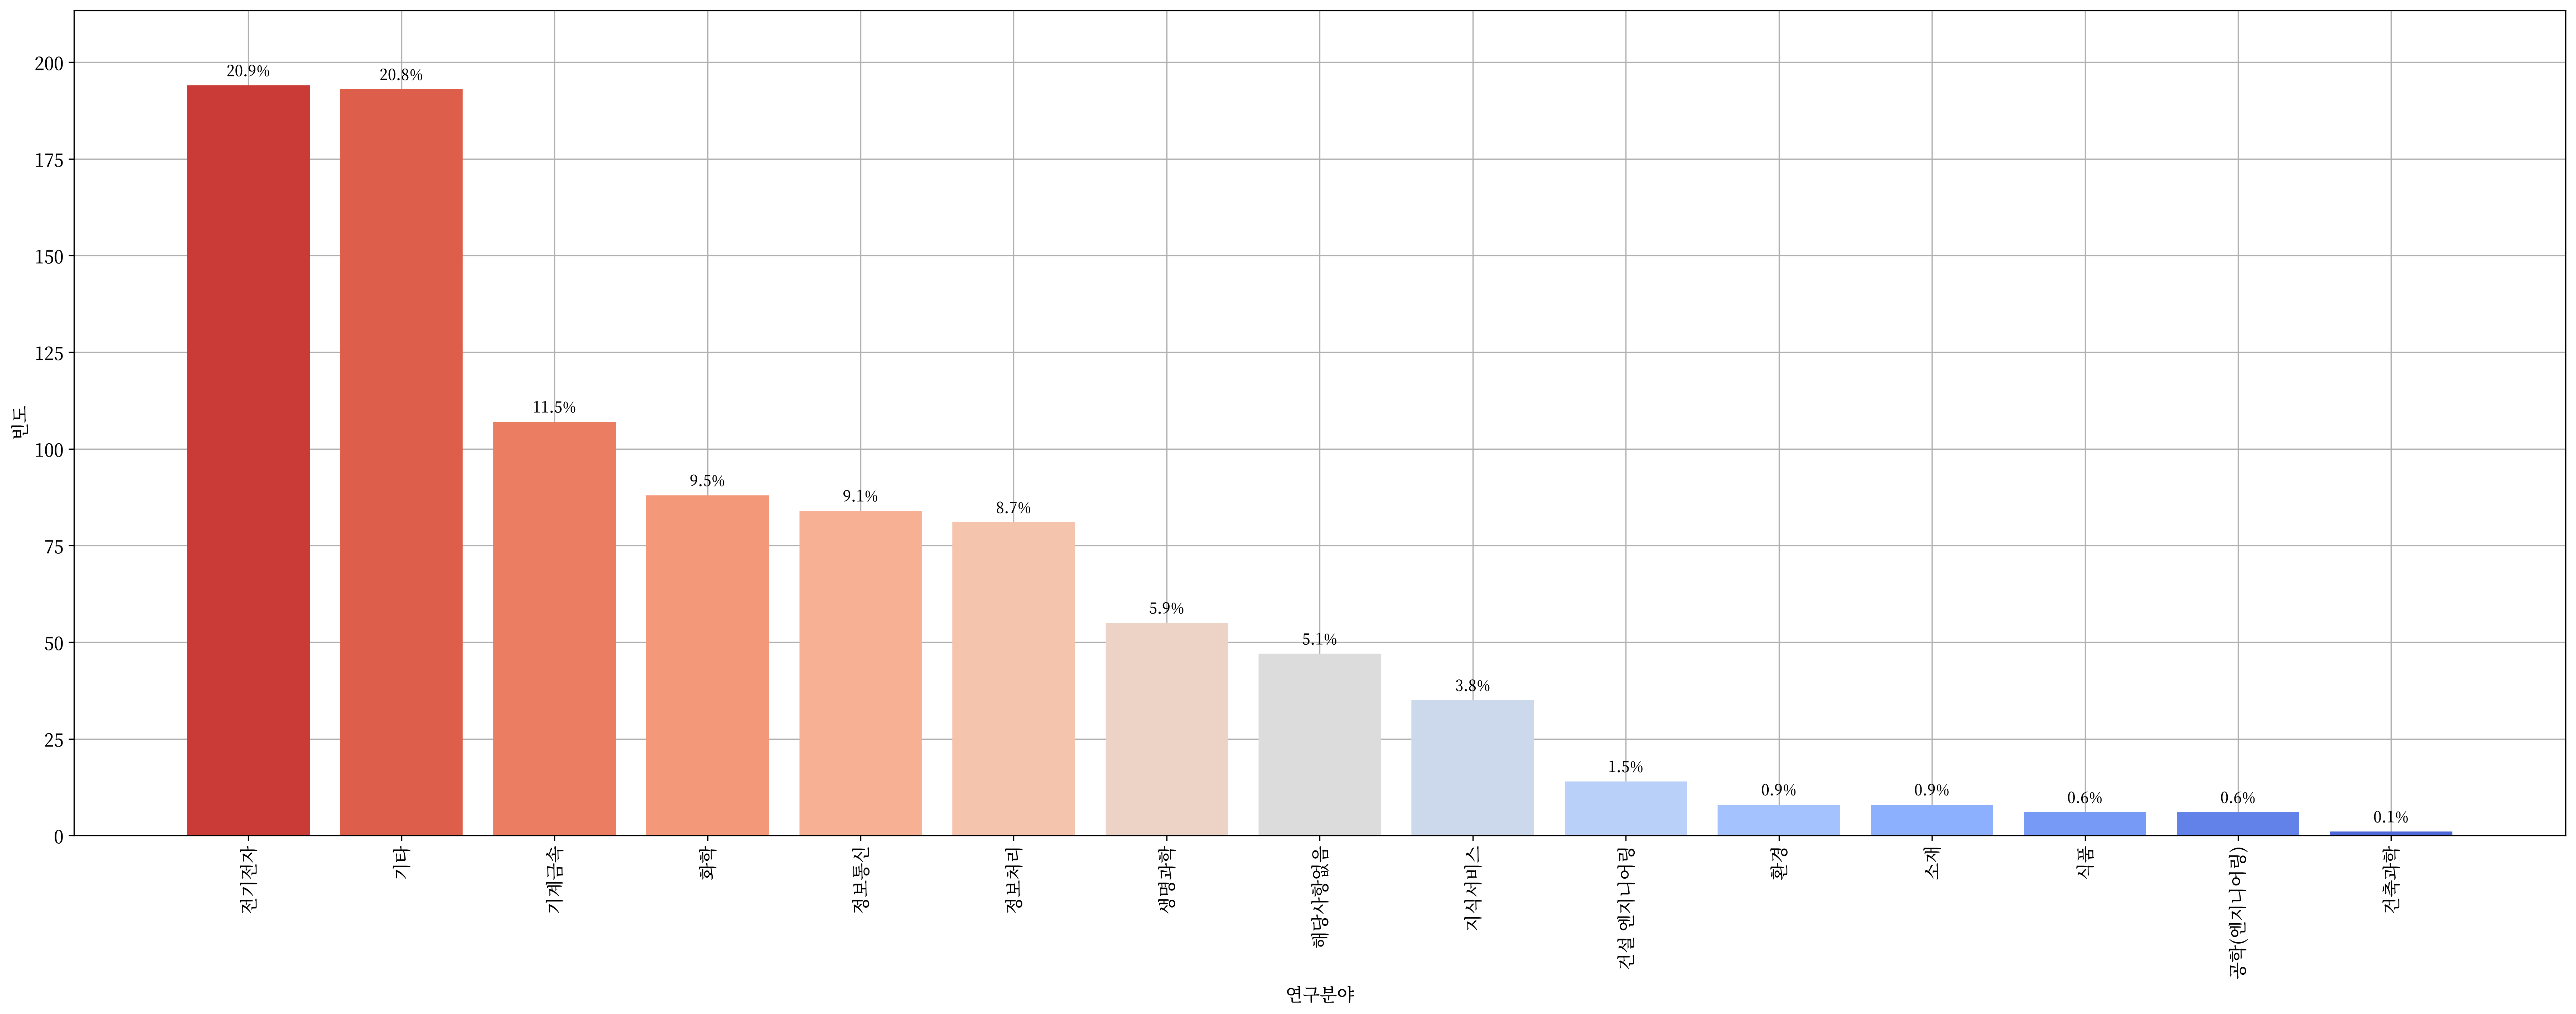 200
175
150
125
100
75
50
25
0
빈도
20.9%
20.8%
11.5%
9.5%
9.1%
8.7%
5.9%
5.1%
3.8%
1.5%
0.9%
0.9%
0.6%
0.6%
0.1%
전기전자
기타
기계금속
화학
정보통신
정보처리
생명과학
해당사항없음
지식서비스
건설 엔지니어링
환경
소재
식품
공학(엔지니어링)
건축과학
연구분야